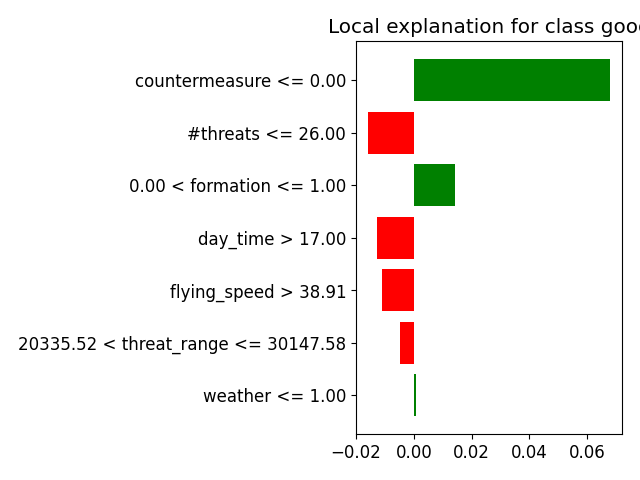 Local explanation for class goo
countermeasure <= 0.00
#threats <= 26.00
0.00 < formation <= 1.00
day_time > 17.00
flying_speed > 38.91
20335.52 < threat_range <= 30147.58
weather <= 1.00
−0.02 0.00 0.02 0.04 0.06